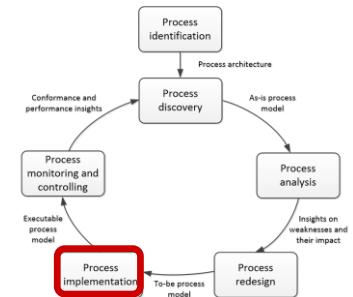 Process
identification
Process architecture
Process
discovery
Conformance and
performance insights
As-is process
model
Process
monitoring and
controlling
Process
analysis
Executable
process
model
Insights on
weaknesses and
their impact
Process
implementation
To-be process
model
Process
redesign